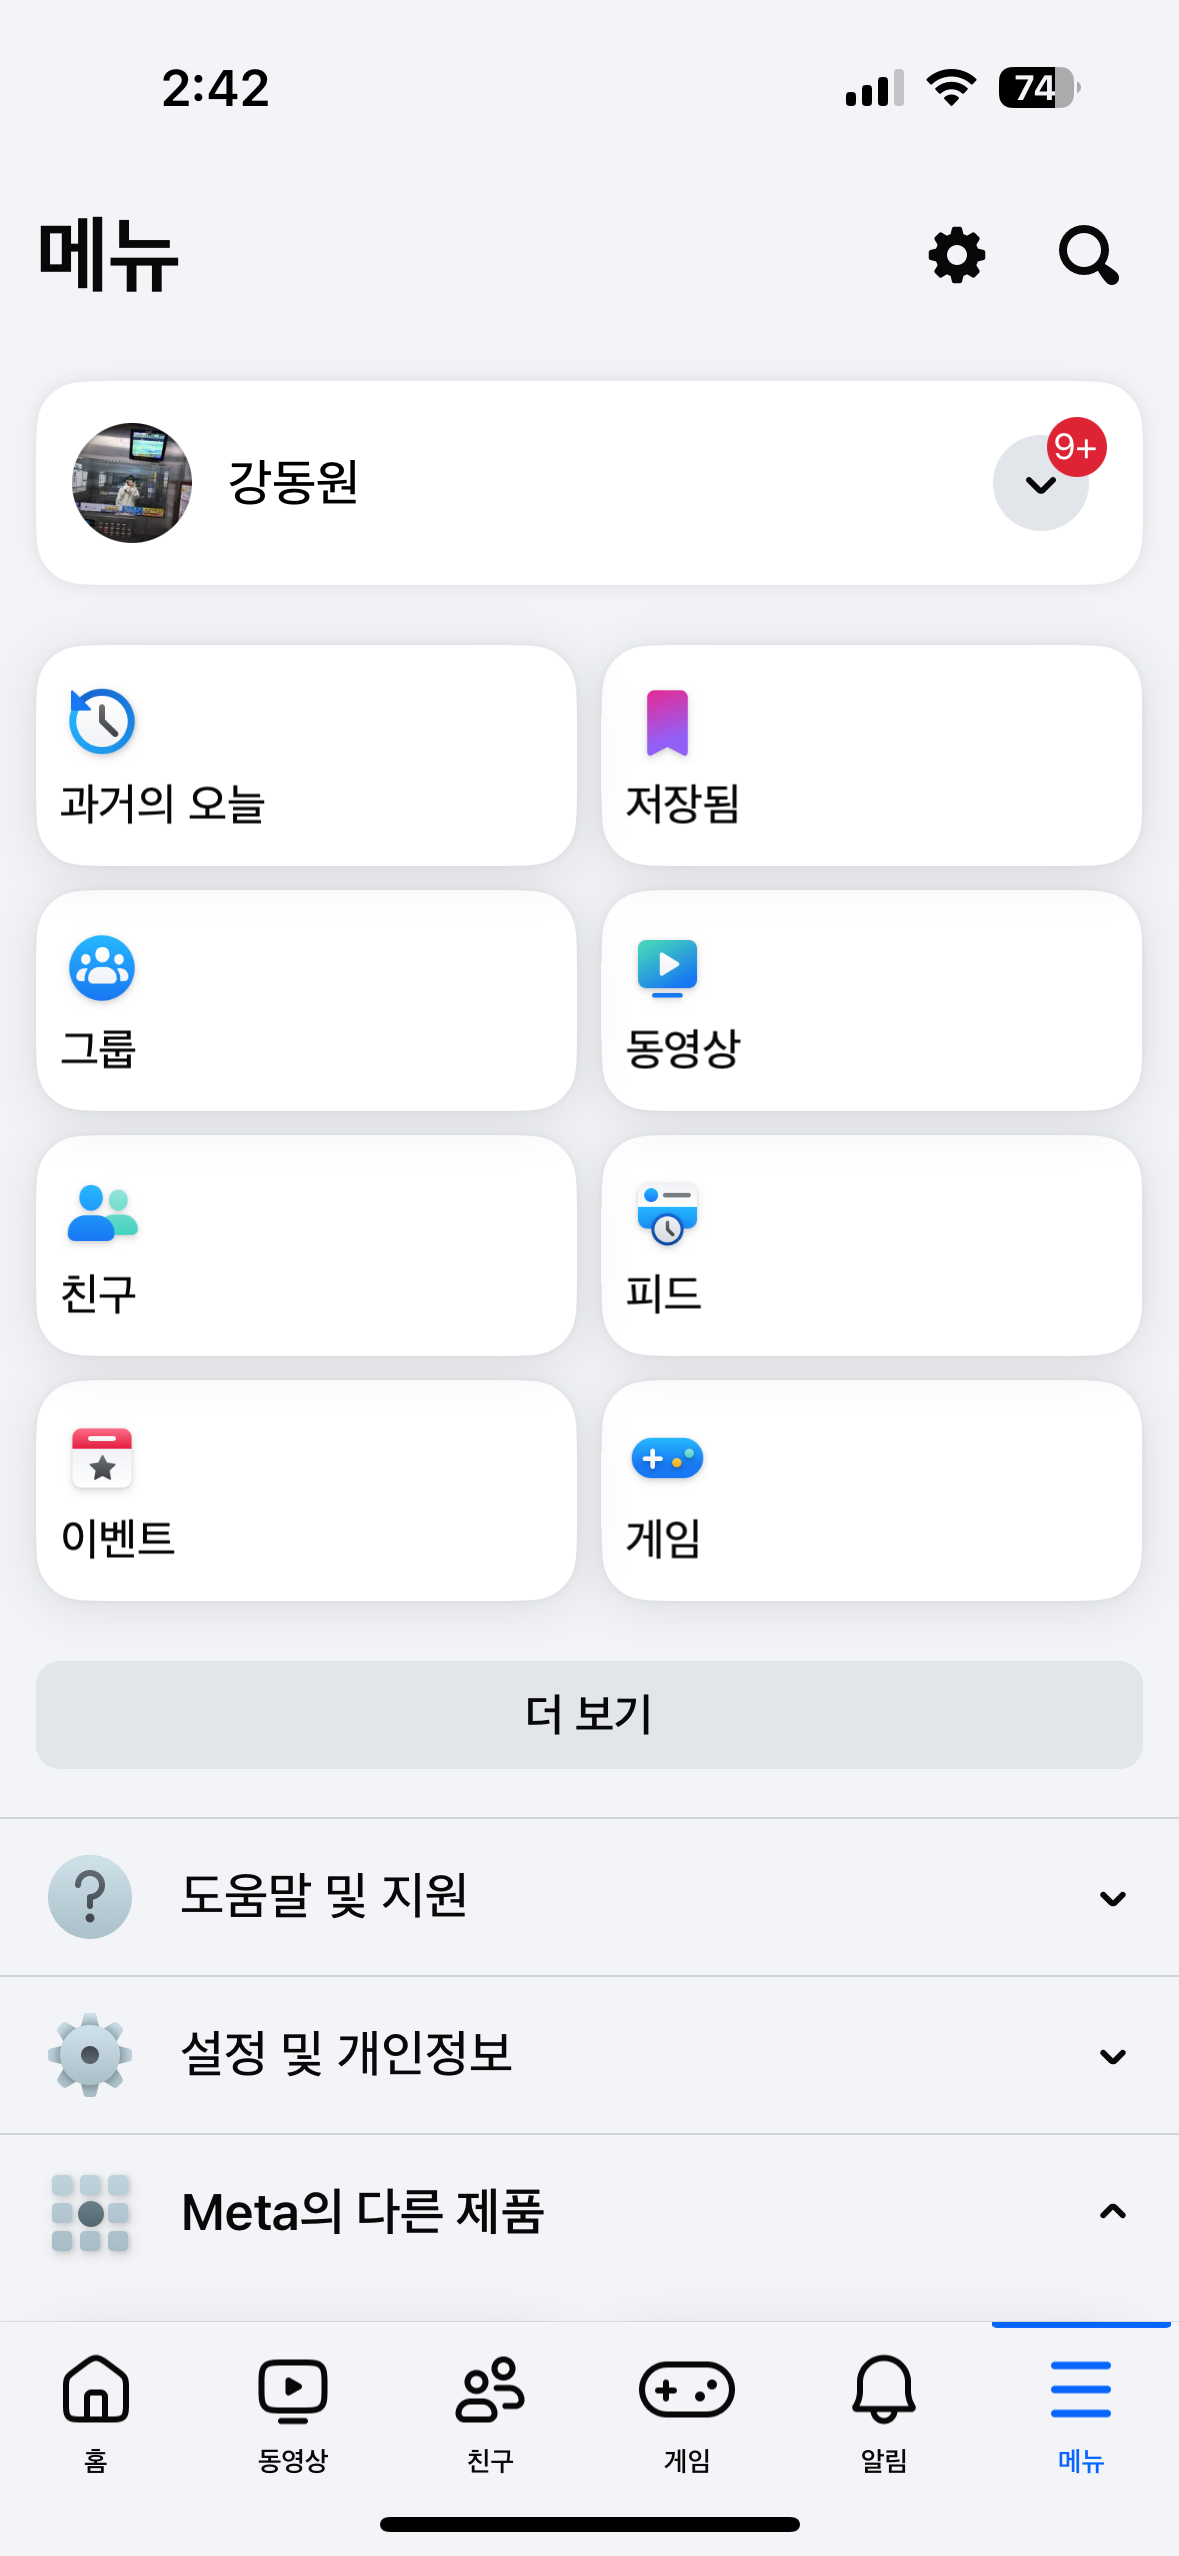 2:42
74
메뉴
강동원
9+
과거의 오늘
저장됨
그룹
동영상
친구
피드
이벤트
게임
더 보기
도움말 및 지원
설정 및 개인정보
Meta의 다른 제품
홈
동영상
친구
게임
알림
메뉴